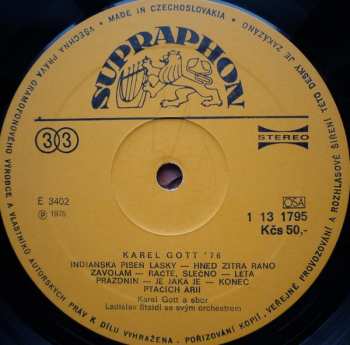 MADE IN CZECHOSLOVAKIA • VŠECHNA PRÁVA GRAMOFONOVÉHO VÝROBCE A VLASTNÍKŮ AUTORSKÝCH PRÁV K DÍLU VYHRAŽENA • POŘIZOVÁNÍ KOPIÍ, VEŘEJNÉ PROVOZOVÁNÍ A ROZHLASOVÉ ŠÍŘENÍ TÉTO DESKY JE ZAKÁZÁNO
SUPRAPHON
33
STEREO
E 3402
℗ 1976
OSA
1 13 1795
Kčs 50,-
KAREL GOTT '76
INDIÁNSKÁ PÍSEŇ LÁSKY — HNED ZÍTRA RÁNO
ZAVOLÁM — RAČTE, SLEČNO — LÉTA
PRÁZDNIN — JE JAKÁ JE — KONEC
PTAČÍCH ÁRIÍ
Karel Gott a sbor
Ladislav Štaidl se svým orchestrem